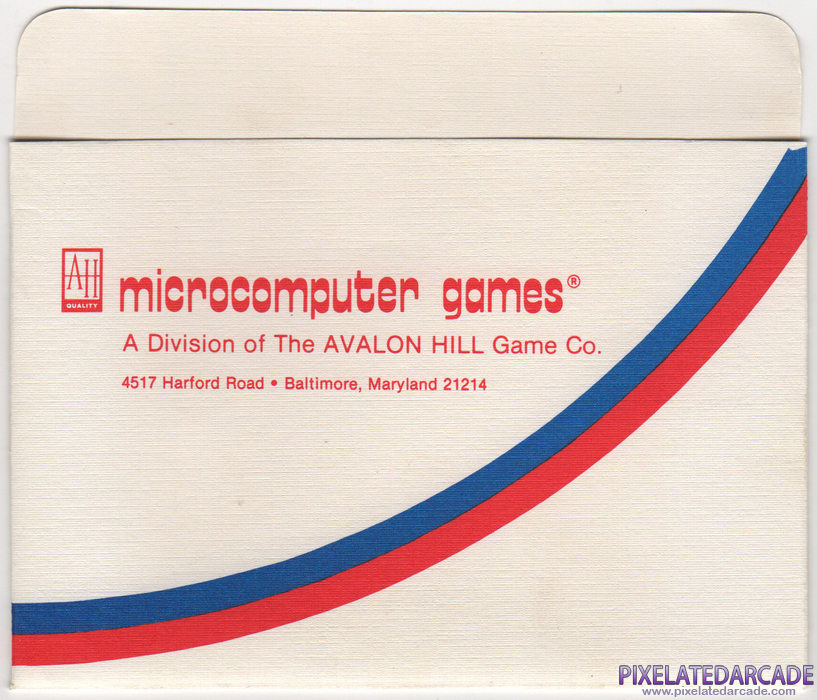 AH
QUALITY
microcomputer games®
A Division of The AVALON HILL Game Co.
4517 Harford Road • Baltimore, Maryland 21214
PIXELATEDARCADE
www.pixelatedarcade.com